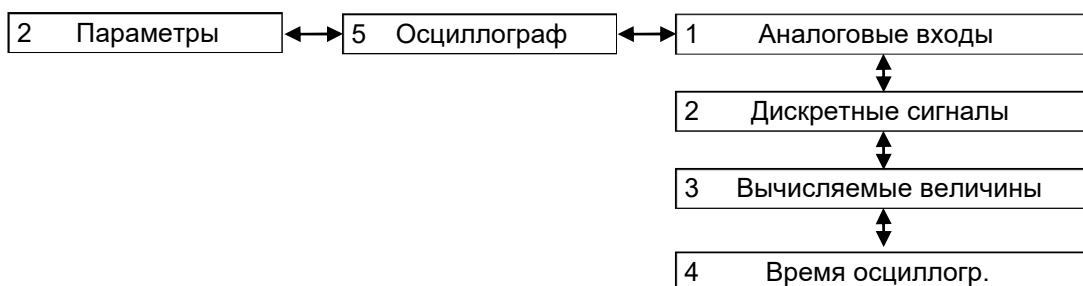 2 Параметры 5 Осциллограф 1 Аналоговые входы
2 Дискретные сигналы
3 Вычисляемые величины
4 Время осциллогр.